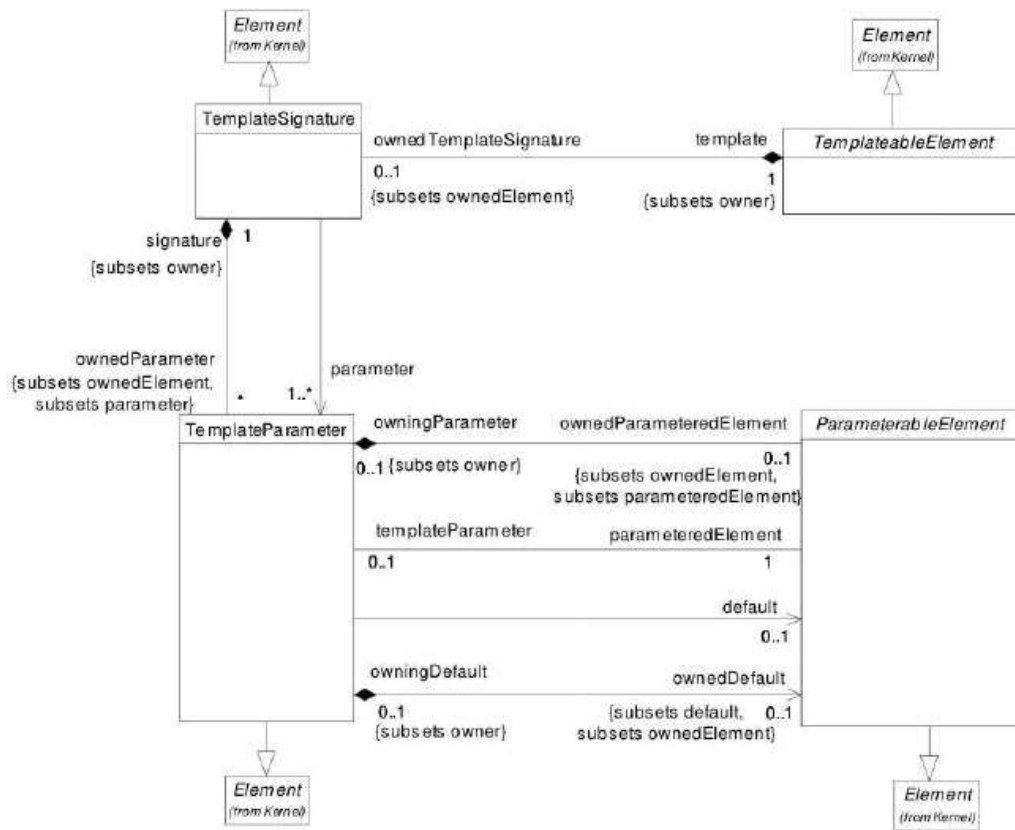 Element
(from Kernel)
Element
(from Kernel)
TemplateSignature
TemplateableElement
ownedTemplateSignature
template
0..1
1
{subsets ownedElement}
{subsets owner}
signature
1
{subsets owner}
ownedParameter
{subsets ownedElement,
subsets parameter}
*
parameter
1..*
TemplateParameter
ParameterableElement
owningParameter
ownedParameteredElement
0..1
{subsets owner}
0..1
{subsets ownedElement,
subsets parameteredElement}
templateParameter
parameteredElement
0..1
1
default
0..1
owningDefault
ownedDefault
0..1
{subsets owner}
{subsets default,
subsets ownedElement}
0..1
Element
(from Kernel)
Element
(from Kernel)